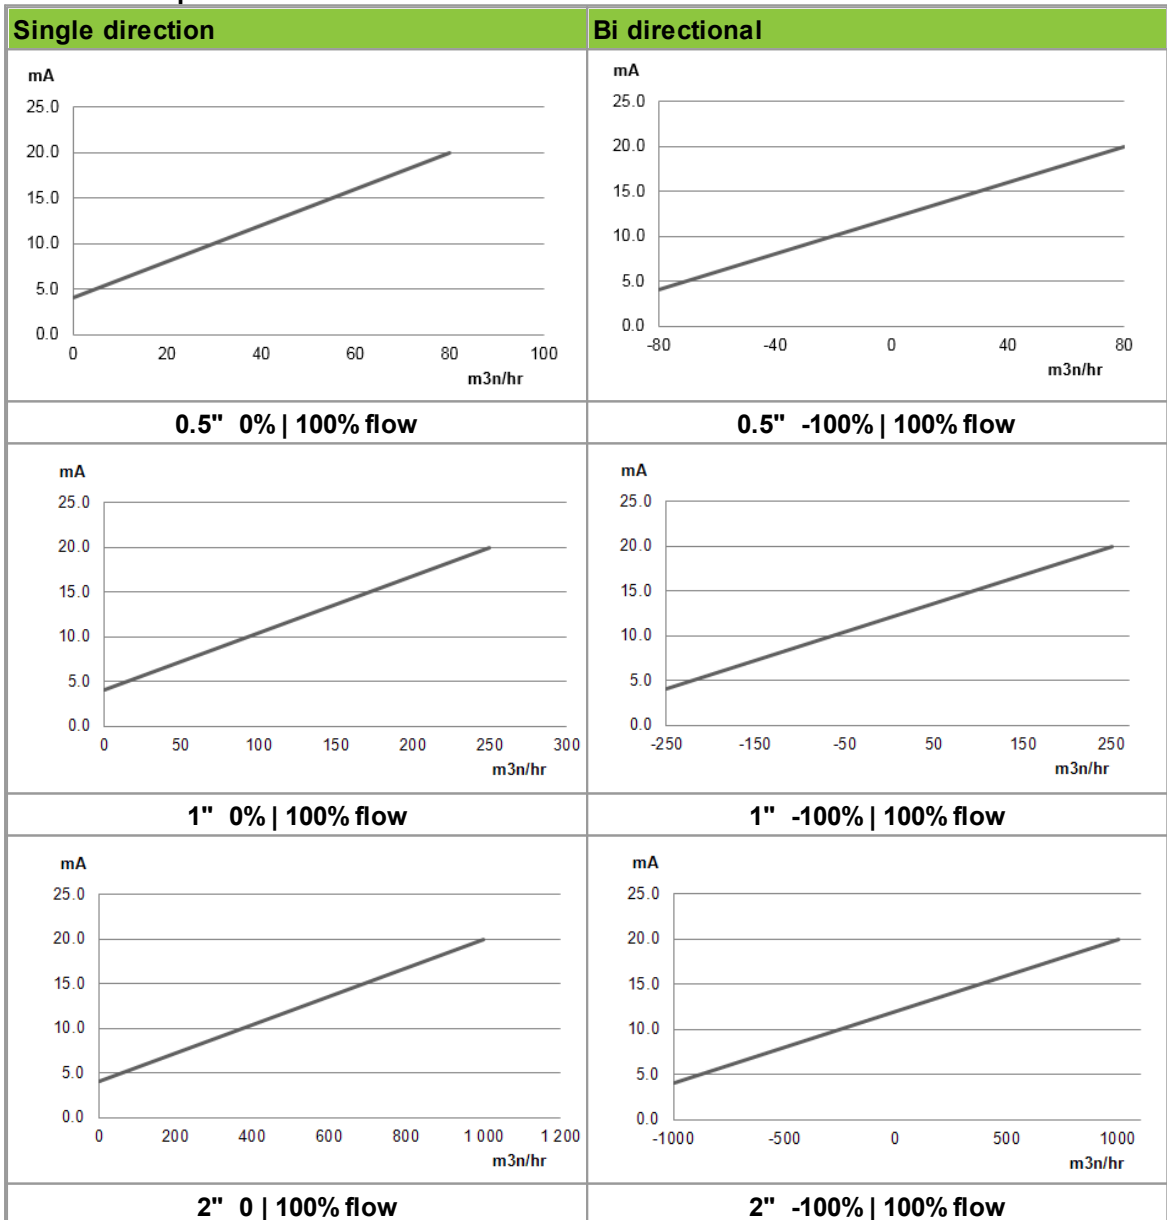 Single direction
Bi directional
mA
25.0
20.0
15.0
10.0
5.0
0.0
0 20 40 60 80 100
m3n/hr
mA
25.0
20.0
15.0
10.0
5.0
0.0
-80 -40 0 40 80
m3n/hr
0.5" 0% | 100% flow
0.5" -100% | 100% flow
mA
25.0
20.0
15.0
10.0
5.0
0.0
0 50 100 150 200 250 300
m3n/hr
mA
25.0
20.0
15.0
10.0
5.0
0.0
-250 -150 -50 50 150 250
m3n/hr
1" 0% | 100% flow
1" -100% | 100% flow
mA
25.0
20.0
15.0
10.0
5.0
0.0
0 200 400 600 800 1 000 1 200
m3n/hr
mA
25.0
20.0
15.0
10.0
5.0
0.0
-1000 -500 0 500 1000
m3n/hr
2" 0 | 100% flow
2" -100% | 100% flow